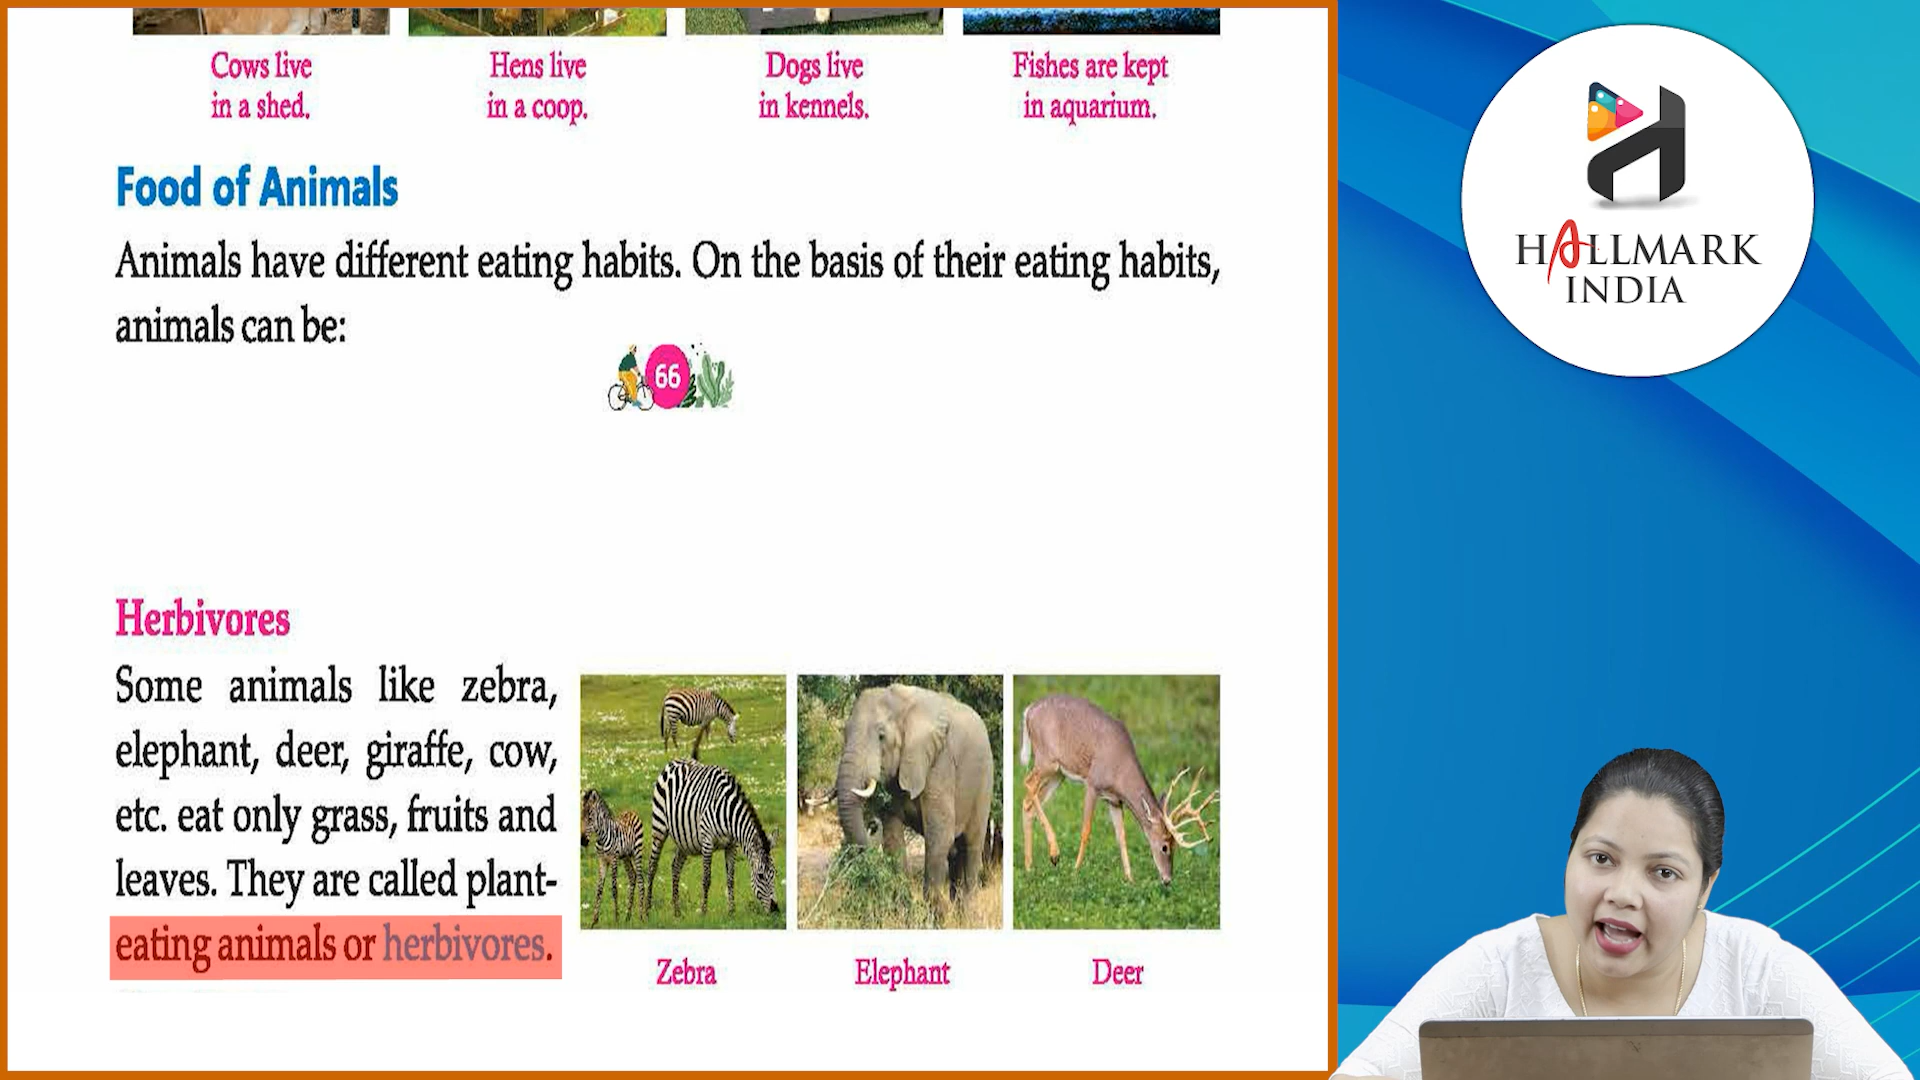 Cows live
in a shed.
Hens live
in a coop.
Dogs live
in kennels.
Fishes are kept
in aquarium.
Food of Animals
Animals have different eating habits. On the basis of their eating habits,
animals can be:
66
Herbivores
Some animals like zebra,
elephant, deer, giraffe, cow,
etc. eat only grass, fruits and
leaves. They are called plant-
eating animals or herbivores.
Zebra
Elephant
Deer
HALLMARK
INDIA